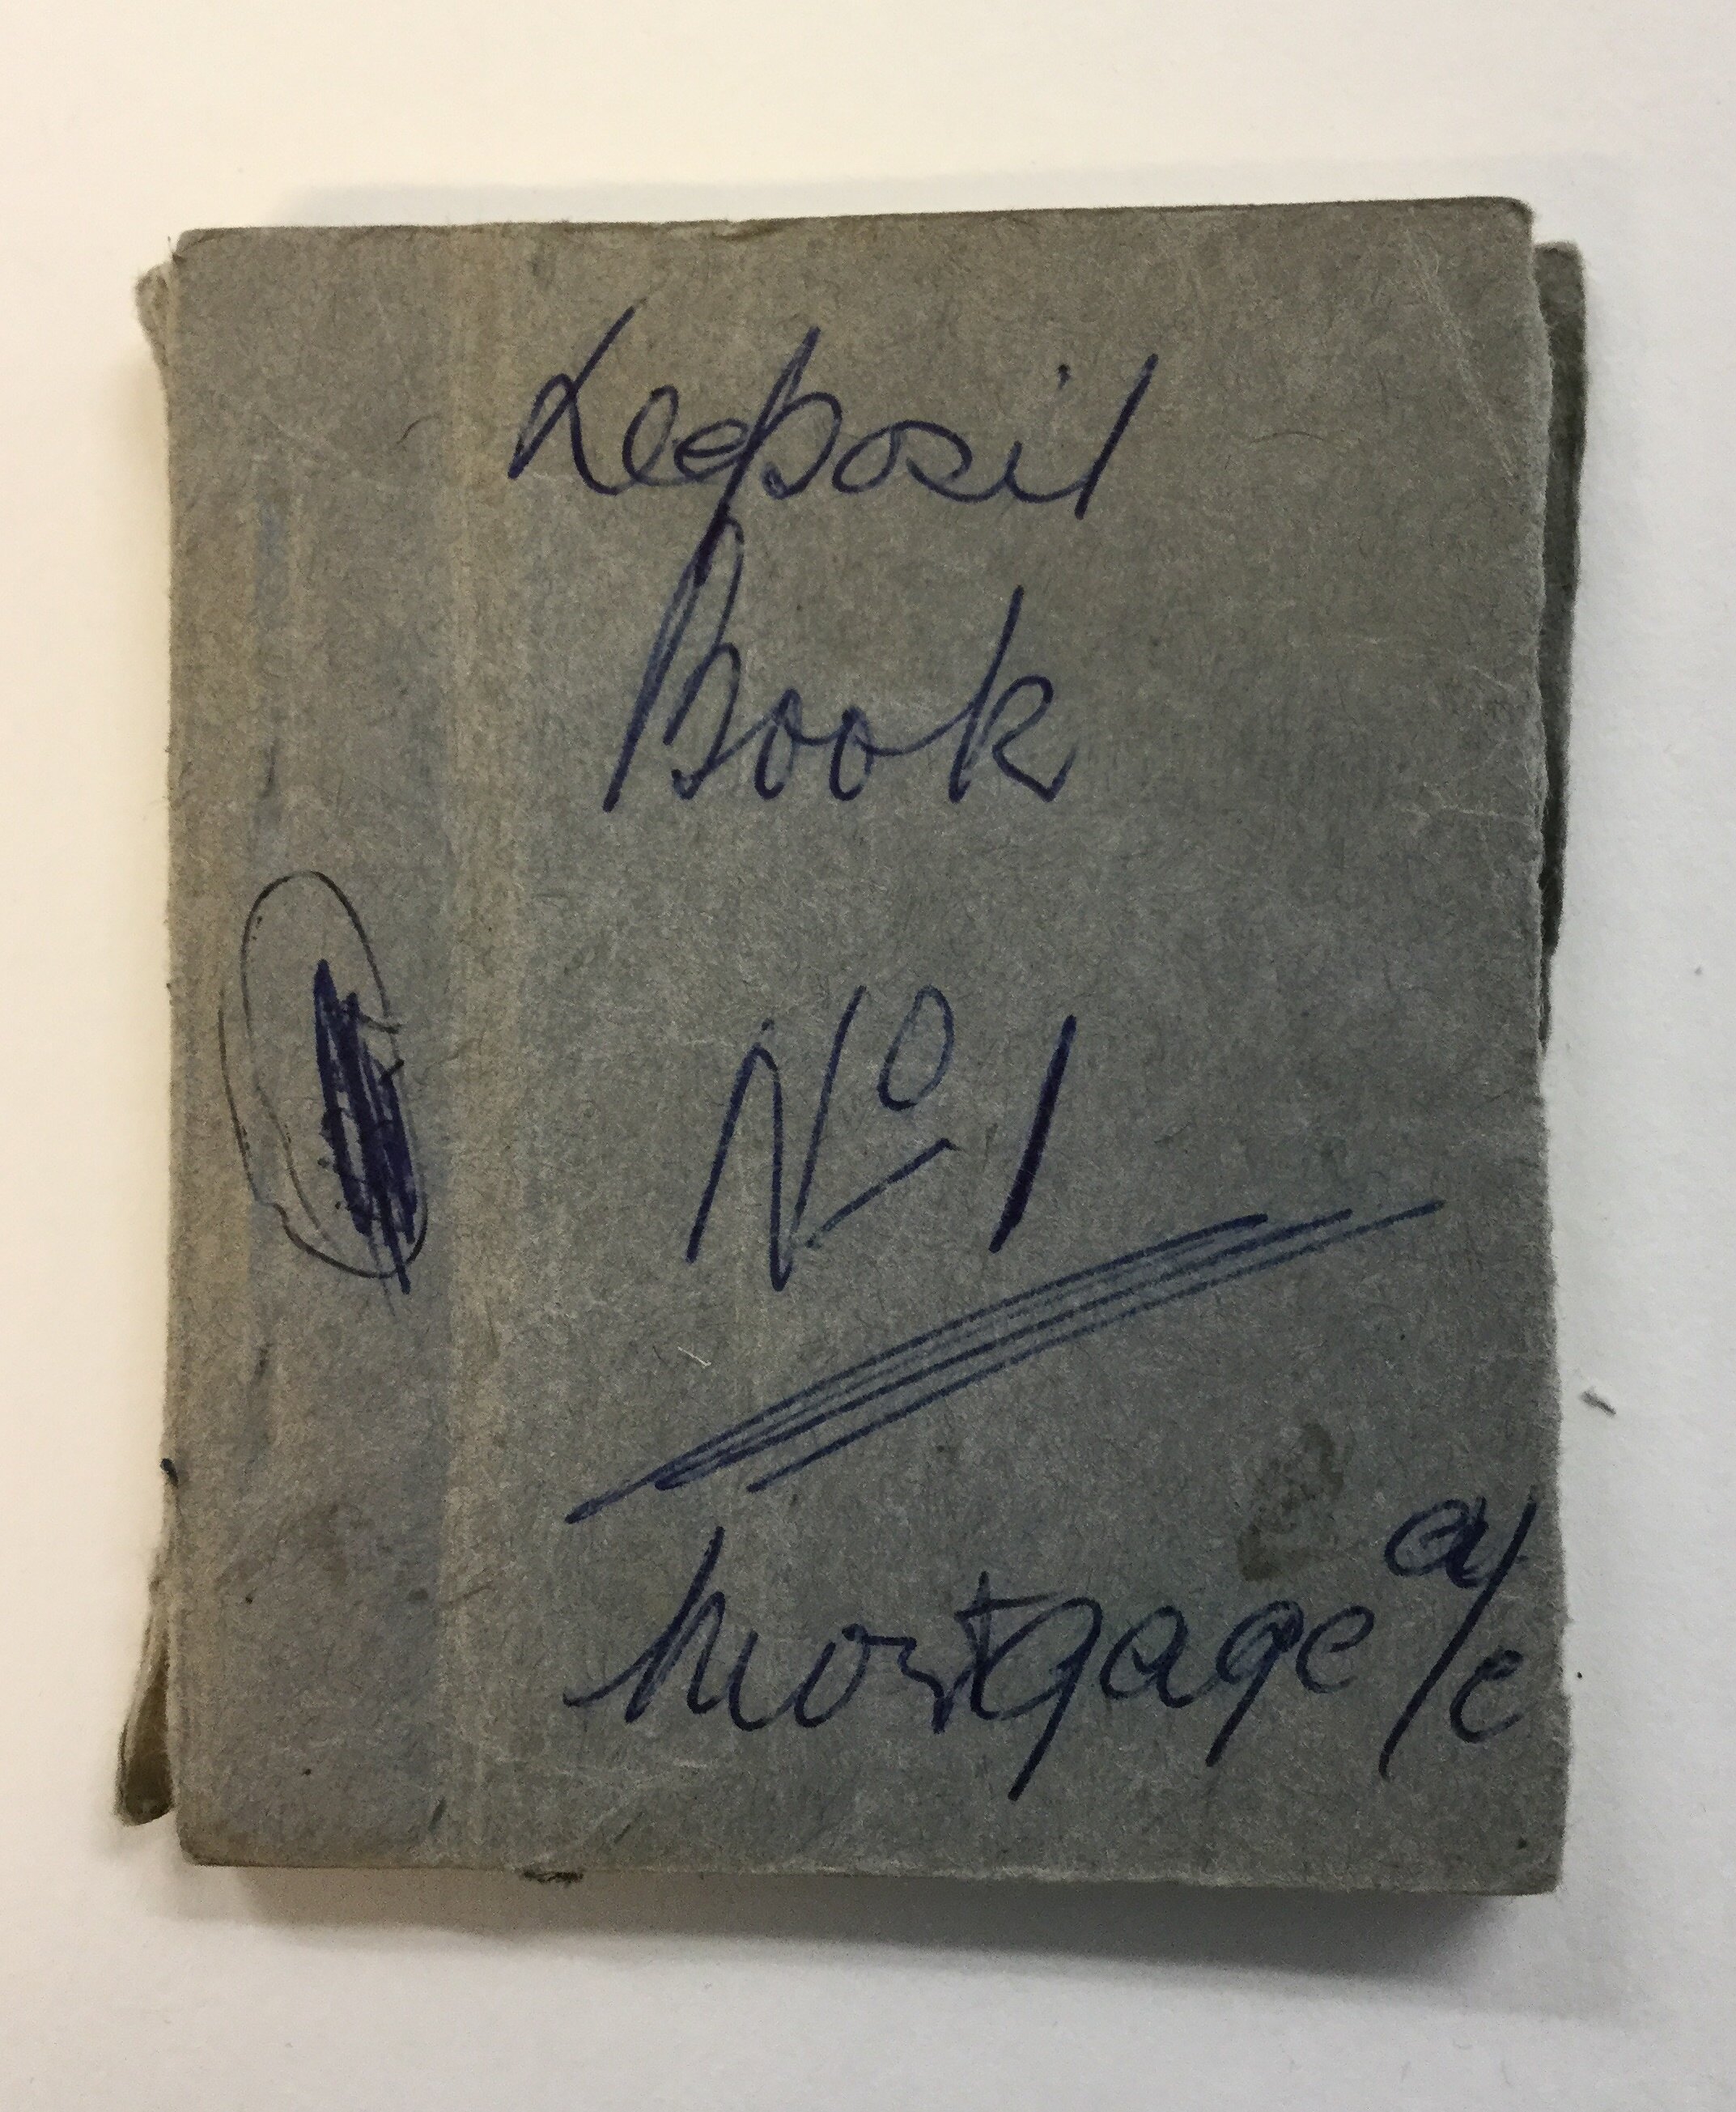 Deposit
Book
Nº 1
Mortgage a/c